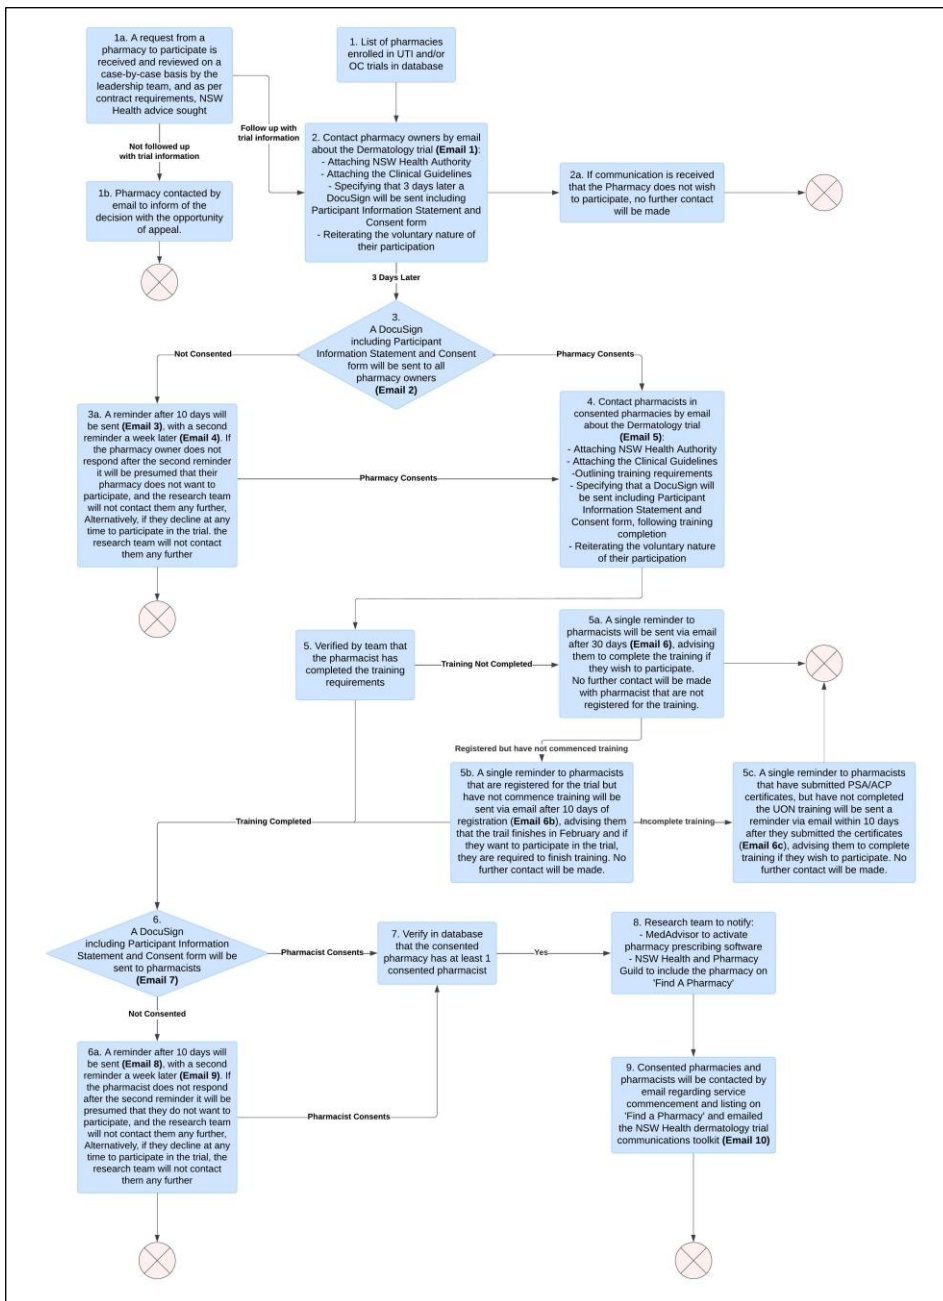 1a. A request from a
pharmacy to participate is
received and reviewed on a
case-by-case basis by the
leadership team, and as per
contract requirements, NSW
Health advice sought
1. List of pharmacies
enrolled in UTI and/or
OC trials in database
Follow up with
trial information
Not followed up
with trial information
1b. Pharmacy contacted by
email to inform of the
decision with the opportunity
of appeal.
2. Contact pharmacy owners by email
about the Dermatology trial (Email 1):
- Attaching NSW Health Authority
- Attaching the Clinical Guidelines
- Specifying that 3 days later a
DocuSign will be sent including
Participant Information Statement and
Consent form
- Reiterating the voluntary nature of
their participation
2a. If communication is received
that the Pharmacy does not wish
to participate, no further contact
will be made
3 Days Later
3.
A DocuSign
including Participant
Information Statement and Consent
form will be sent to all
pharmacy owners
(Email 2)
Not Consented
Pharmacy Consents
3a. A reminder after 10 days will
be sent (Email 3), with a second
reminder a week later (Email 4). If
the pharmacy owner does not
respond after the second reminder
it will be presumed that their
pharmacy does not want to
participate, and the research team
will not contact them any further,
Alternatively, if they decline at any
time to participate in the trial. the
research team will not contact
them any further
Pharmacy Consents
4. Contact pharmacists in
consented pharmacies by email
about the Dermatology trial
(Email 5):
- Attaching NSW Health Authority
- Attaching the Clinical Guidelines
-Outlining training requirements
- Specifying that a DocuSign will
be sent including Participant
Information Statement and
Consent form, following training
completion
- Reiterating the voluntary nature
of their participation
5. Verified by team that
the pharmacist has
completed the training
requirements
Training Not Completed
5a. A single reminder to
pharmacists will be sent via email
after 30 days (Email 6), advising
them to complete the training if
they wish to participate.
No further contact will be made
with pharmacist that are not
registered for the training.
Registered but have not commenced training
5b. A single reminder to pharmacists
that are registered for the trial but
have not commence training will be
sent via email after 10 days of
registration (Email 6b), advising them
that the trail finishes in February and if
they want to participate in the trial,
they are required to finish training. No
further contact will be made.
Incomplete training
5c. A single reminder to pharmacists
that have submitted PSA/ACP
certificates, but have not completed
the UON training will be sent a
reminder via email within 10 days
after they submitted the certificates
(Email 6c), advising them to complete
training if they wish to participate. No
further contact will be made.
Training Completed
6.
A DocuSign
including Participant Information
Statement and Consent form will be
sent to pharmacists
(Email 7)
Pharmacist Consents
7. Verify in database
that the consented
pharmacy has at least 1
consented pharmacist
Yes
8. Research team to notify:
- MedAdvisor to activate
pharmacy prescribing software
- NSW Health and Pharmacy
Guild to include the pharmacy on
'Find A Pharmacy'
Not Consented
6a. A reminder after 10 days will
be sent (Email 8), with a second
reminder a week later (Email 9). If
the pharmacist does not respond
after the second reminder it will be
presumed that they do not want to
participate, and the research team
will not contact them any further,
Alternatively, if they decline at any
time to participate in the trial, the
research team will not contact
them any further
Pharmacist Consents
9. Consented pharmacies and
pharmacists will be contacted by
email regarding service
commencement and listing on
'Find a Pharmacy' and emailed
the NSW Health dermatology trial
communications toolkit (Email 10)